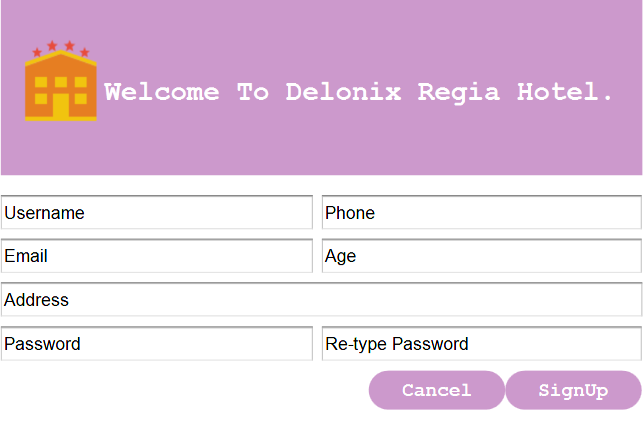 Welcome To Delonix Regia Hotel.
Username Phone
Email Age
Address
Password Re-type Password
Cancel SignUp